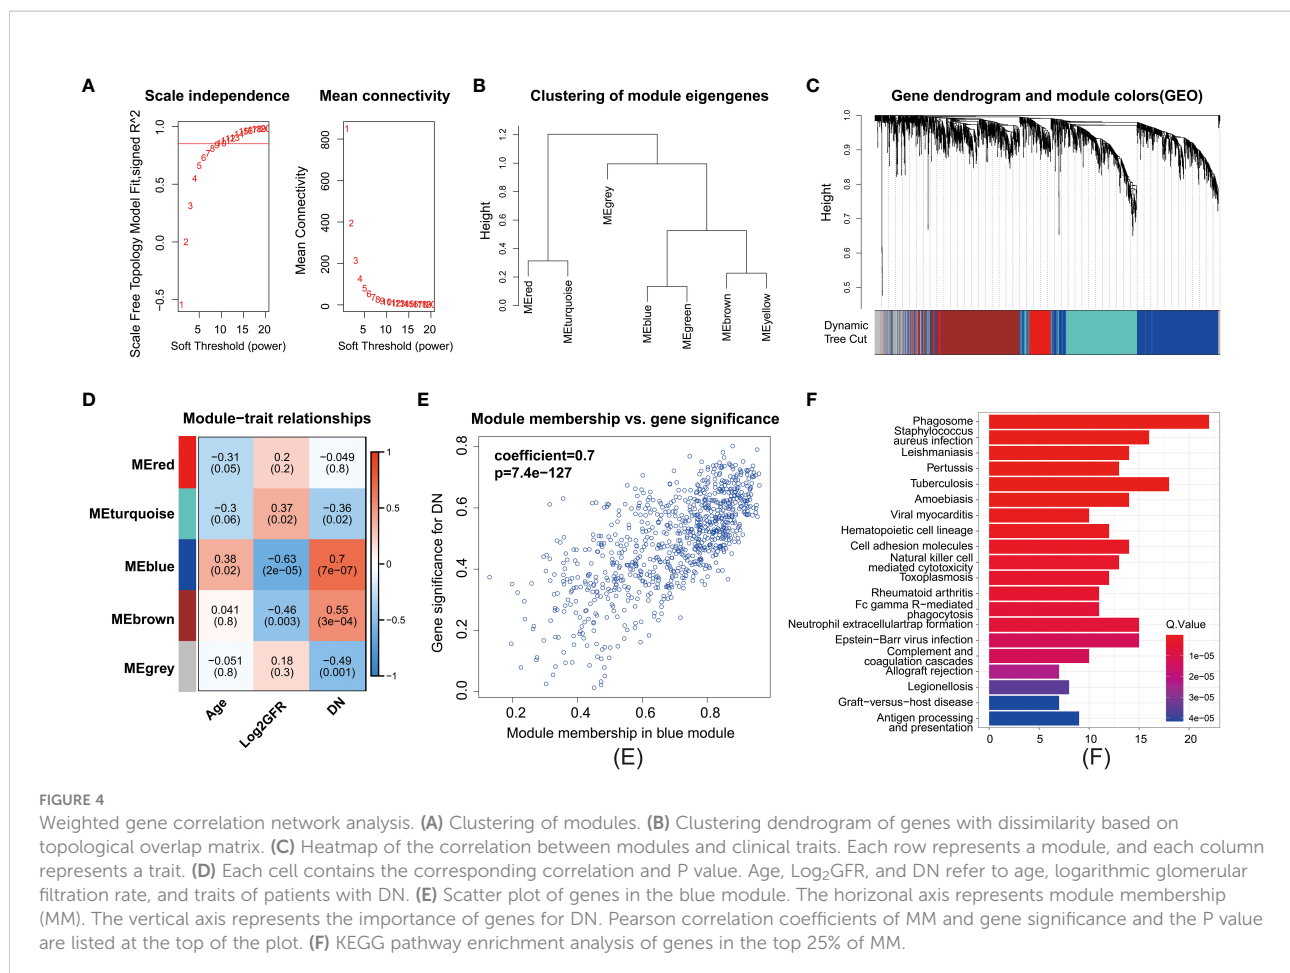 A
Scale independence
Mean connectivity
Scale Free Topology Model Fit,signed R^2
1.0
0.5
0.0
−0.5
1
2
3
4
5
6
7
8
9
5 10 15 20
Soft Threshold (power)
Mean Connectivity
800
600
400
200
0
1
2
3
4
5
6
7
8
9
5 10 15 20
Soft Threshold (power)
B
Clustering of module eigengenes
Height
1.2
1.0
0.8
0.6
0.4
0.2
0.0
MEred
MEturquoise
MEgrey
MEblue
MEgreen
MEbrown
MEyellow
C
Gene dendrogram and module colors(GEO)
Height
1.0
0.9
0.8
0.7
0.6
0.5
Dynamic
Tree Cut
D
Module−trait relationships
MEred
−0.31 0.2 −0.049
(0.05) (0.2) (0.8)
MEturquoise
−0.3 0.37 −0.36
(0.06) (0.02) (0.02)
MEblue
0.38 −0.63 0.7
(0.02) (2e−05) (7e−07)
MEbrown
0.041 −0.46 0.55
(0.8) (0.003) (3e−04)
MEgrey
−0.051 0.18 −0.49
(0.8) (0.3) (0.001)
Age
Log2GFR
DN
1
0.5
0
−0.5
−1
E
Module membership vs. gene significance
coefficient=0.7
p=7.4e−127
Gene significance for DN
0.8
0.6
0.4
0.2
0.0
0.2 0.4 0.6 0.8
Module membership in blue module
(E)
F
Phagosome
Staphylococcus
aureus infection
Leishmaniasis
Pertussis
Tuberculosis
Amoebiasis
Viral myocarditis
Hematopoietic cell lineage
Cell adhesion molecules
Natural killer cell
mediated cytotoxicity
Toxoplasmosis
Rheumatoid arthritis
Fc gamma R−mediated
phagocytosis
Neutrophil extracellulartrap formation
Epstein−Barr virus infection
Complement and
coagulation cascades
Allograft rejection
Legionellosis
Graft−versus−host disease
Antigen processing
and presentation
0 5 10 15 20
Q.Value
1e−05
2e−05
3e−05
4e−05
(F)
FIGURE 4
Weighted gene correlation network analysis. (A) Clustering of modules. (B) Clustering dendrogram of genes with dissimilarity based on
topological overlap matrix. (C) Heatmap of the correlation between modules and clinical traits. Each row represents a module, and each column
represents a trait. (D) Each cell contains the corresponding correlation and P value. Age, Log2GFR, and DN refer to age, logarithmic glomerular
filtration rate, and traits of patients with DN. (E) Scatter plot of genes in the blue module. The horizonal axis represents module membership
(MM). The vertical axis represents the importance of genes for DN. Pearson correlation coefficients of MM and gene significance and the P value
are listed at the top of the plot. (F) KEGG pathway enrichment analysis of genes in the top 25% of MM.